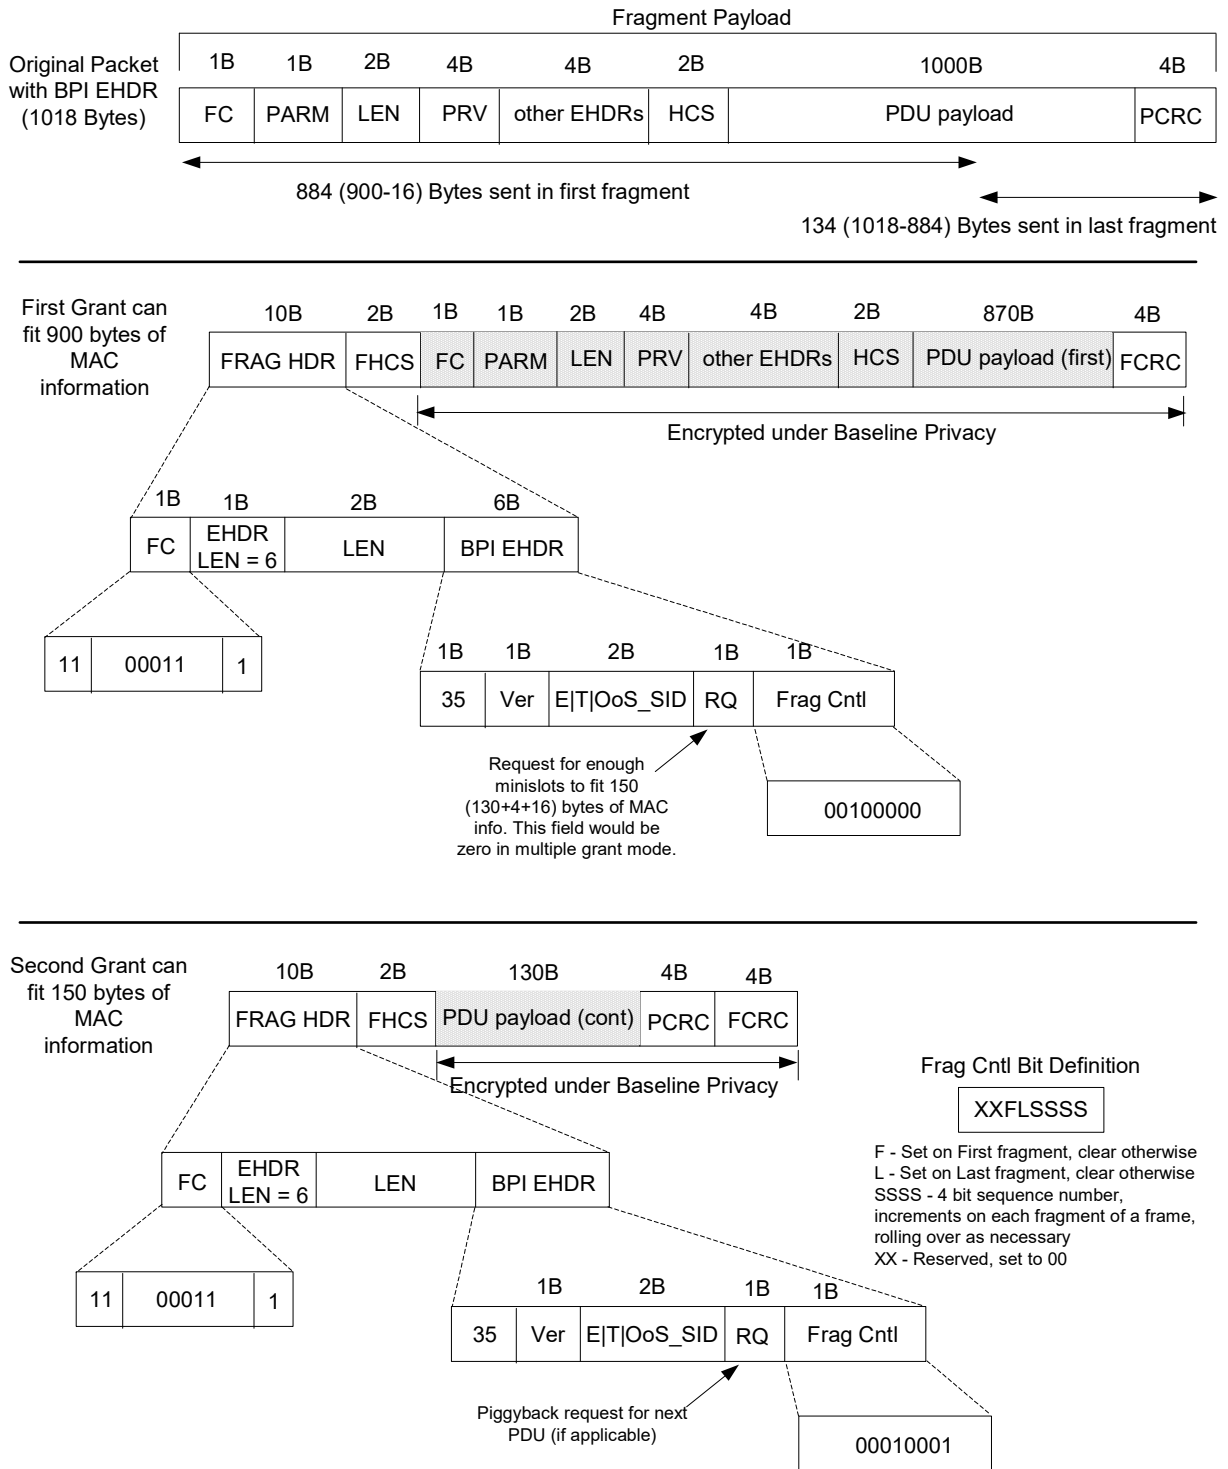 Fragment Payload
Original Packet
with BPI EHDR
(1018 Bytes)
1B 1B 2B 4B 4B 2B 1000B 4B
FC PARM LEN PRV other EHDRs HCS PDU payload PCRC
884 (900-16) Bytes sent in first fragment
134 (1018-884) Bytes sent in last fragment
First Grant can
fit 900 bytes of
MAC
information
10B 2B 1B 1B 2B 4B 4B 2B 870B 4B
FRAG HDR FHCS FC PARM LEN PRV other EHDRs HCS PDU payload (first) FCRC
Encrypted under Baseline Privacy
1B 1B 2B 6B
FC EHDR LEN = 6 LEN BPI EHDR
11 00011 1
1B 1B 2B 1B 1B
35 Ver E|T|OoS_SID RQ Frag Cntl
Request for enough
minislots to fit 150
(130+4+16) bytes of MAC
info. This field would be
zero in multiple grant mode.
00100000
Second Grant can
fit 150 bytes of
MAC
information
10B 2B 130B 4B 4B
FRAG HDR FHCS PDU payload (cont) PCRC FCRC
Encrypted under Baseline Privacy
Frag Cntl Bit Definition
XXFLSSSS
F - Set on First fragment, clear otherwise
L - Set on Last fragment, clear otherwise
SSSS - 4 bit sequence number,
increments on each fragment of a frame,
rolling over as necessary
XX - Reserved, set to 00
FC EHDR LEN = 6 LEN BPI EHDR
11 00011 1
1B 2B 1B 1B
35 Ver E|T|OoS_SID RQ Frag Cntl
Piggyback request for next
PDU (if applicable)
00010001